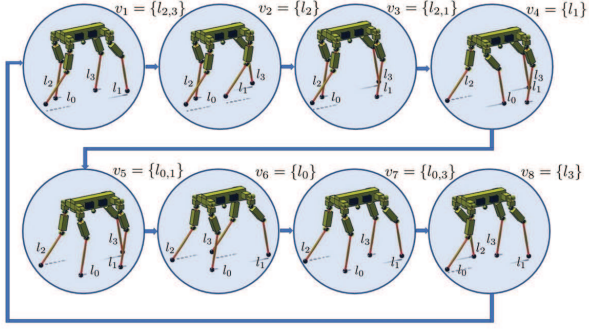 v₁ = {l₂,₃}
v₂ = {l₂}
v₃ = {l₂,₁}
v₄ = {l₁}
l₂ l₀ l₃ l₁
l₂ l₀ l₁ l₃
l₂ l₀ l₃ l₁
l₂ l₀ l₃ l₁
v₅ = {l₀,₁}
v₆ = {l₀}
v₇ = {l₀,₃}
v₈ = {l₃}
l₂ l₀ l₃ l₁
l₂ l₃ l₀ l₁
l₂ l₀ l₃ l₁
l₀ l₂ l₃ l₁